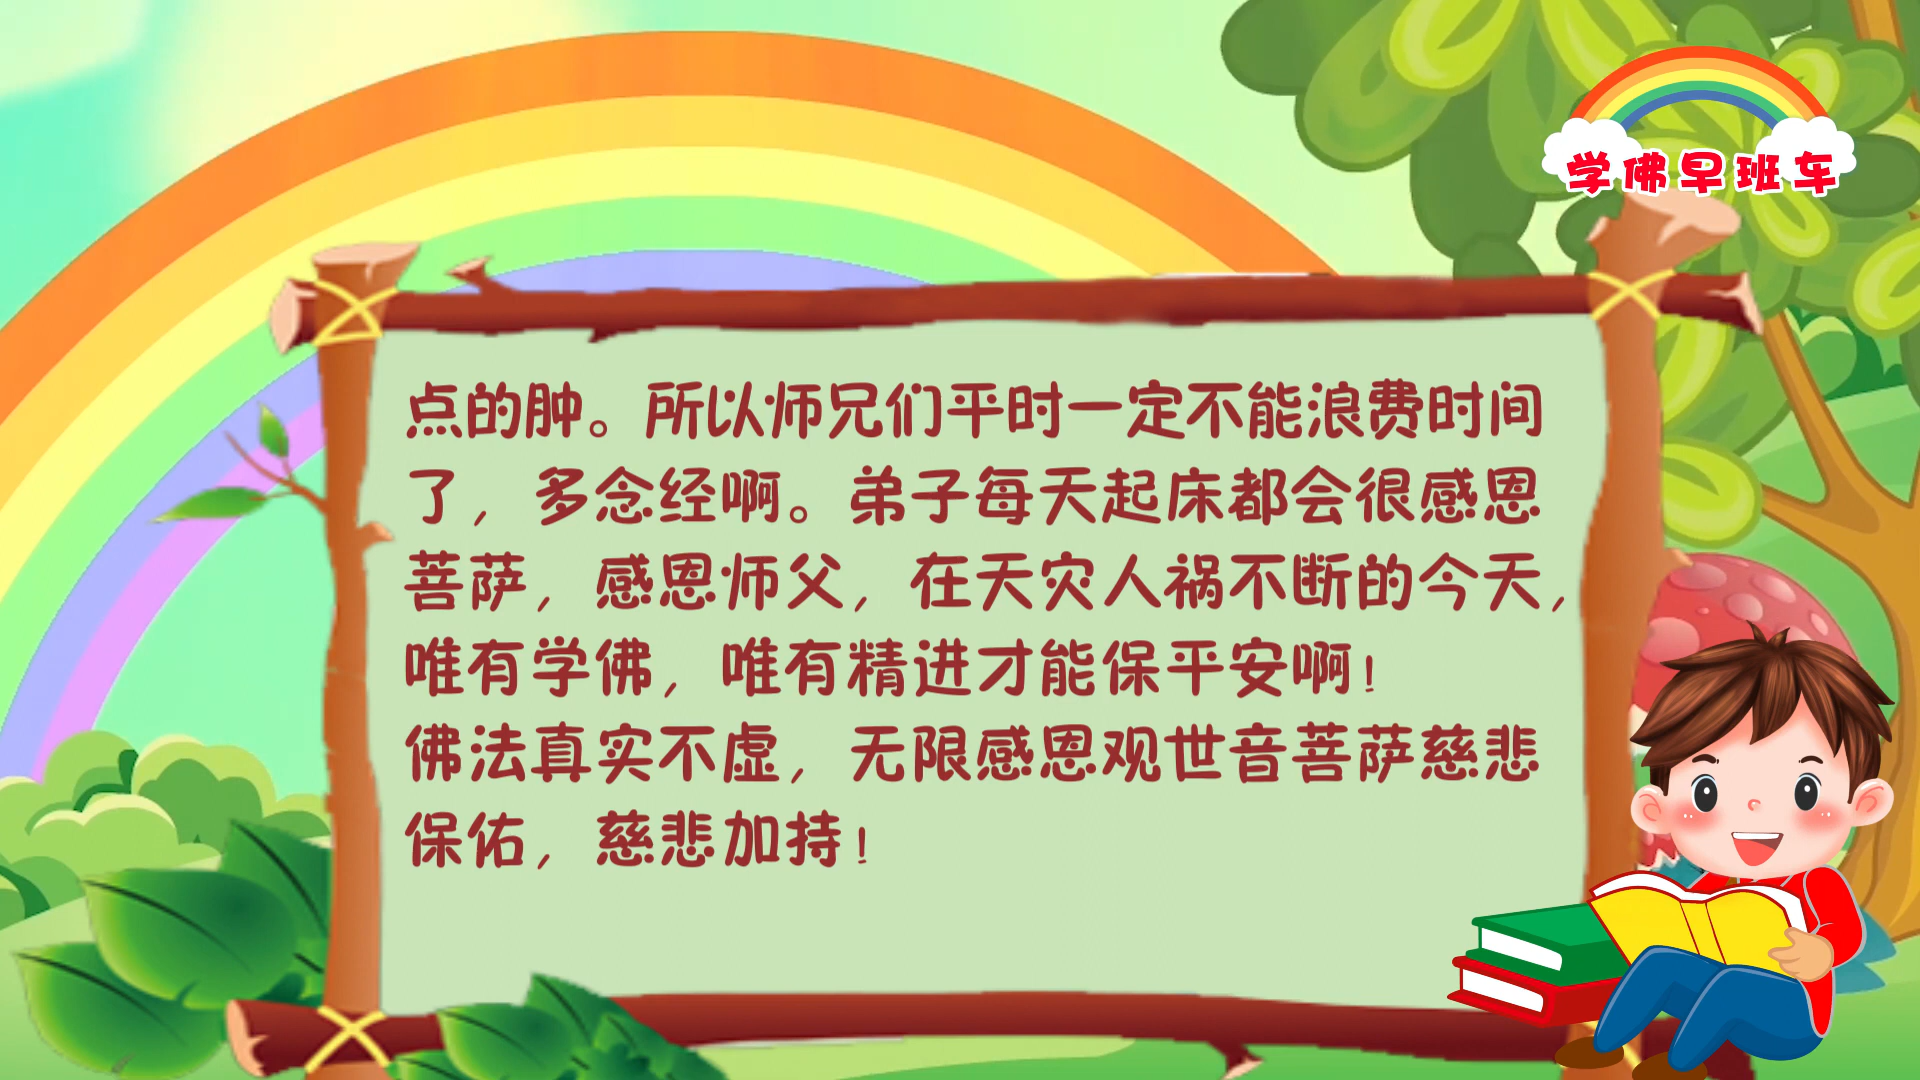 学佛早班车
点的肿。所以师兄们平时一定不能浪费时间
了，多念经啊。弟子每天起床都会很感恩
菩萨，感恩师父，在天灾人祸不断的今天，
唯有学佛，唯有精进才能保平安啊！
佛法真实不虚，无限感恩观世音菩萨慈悲
保佑，慈悲加持！